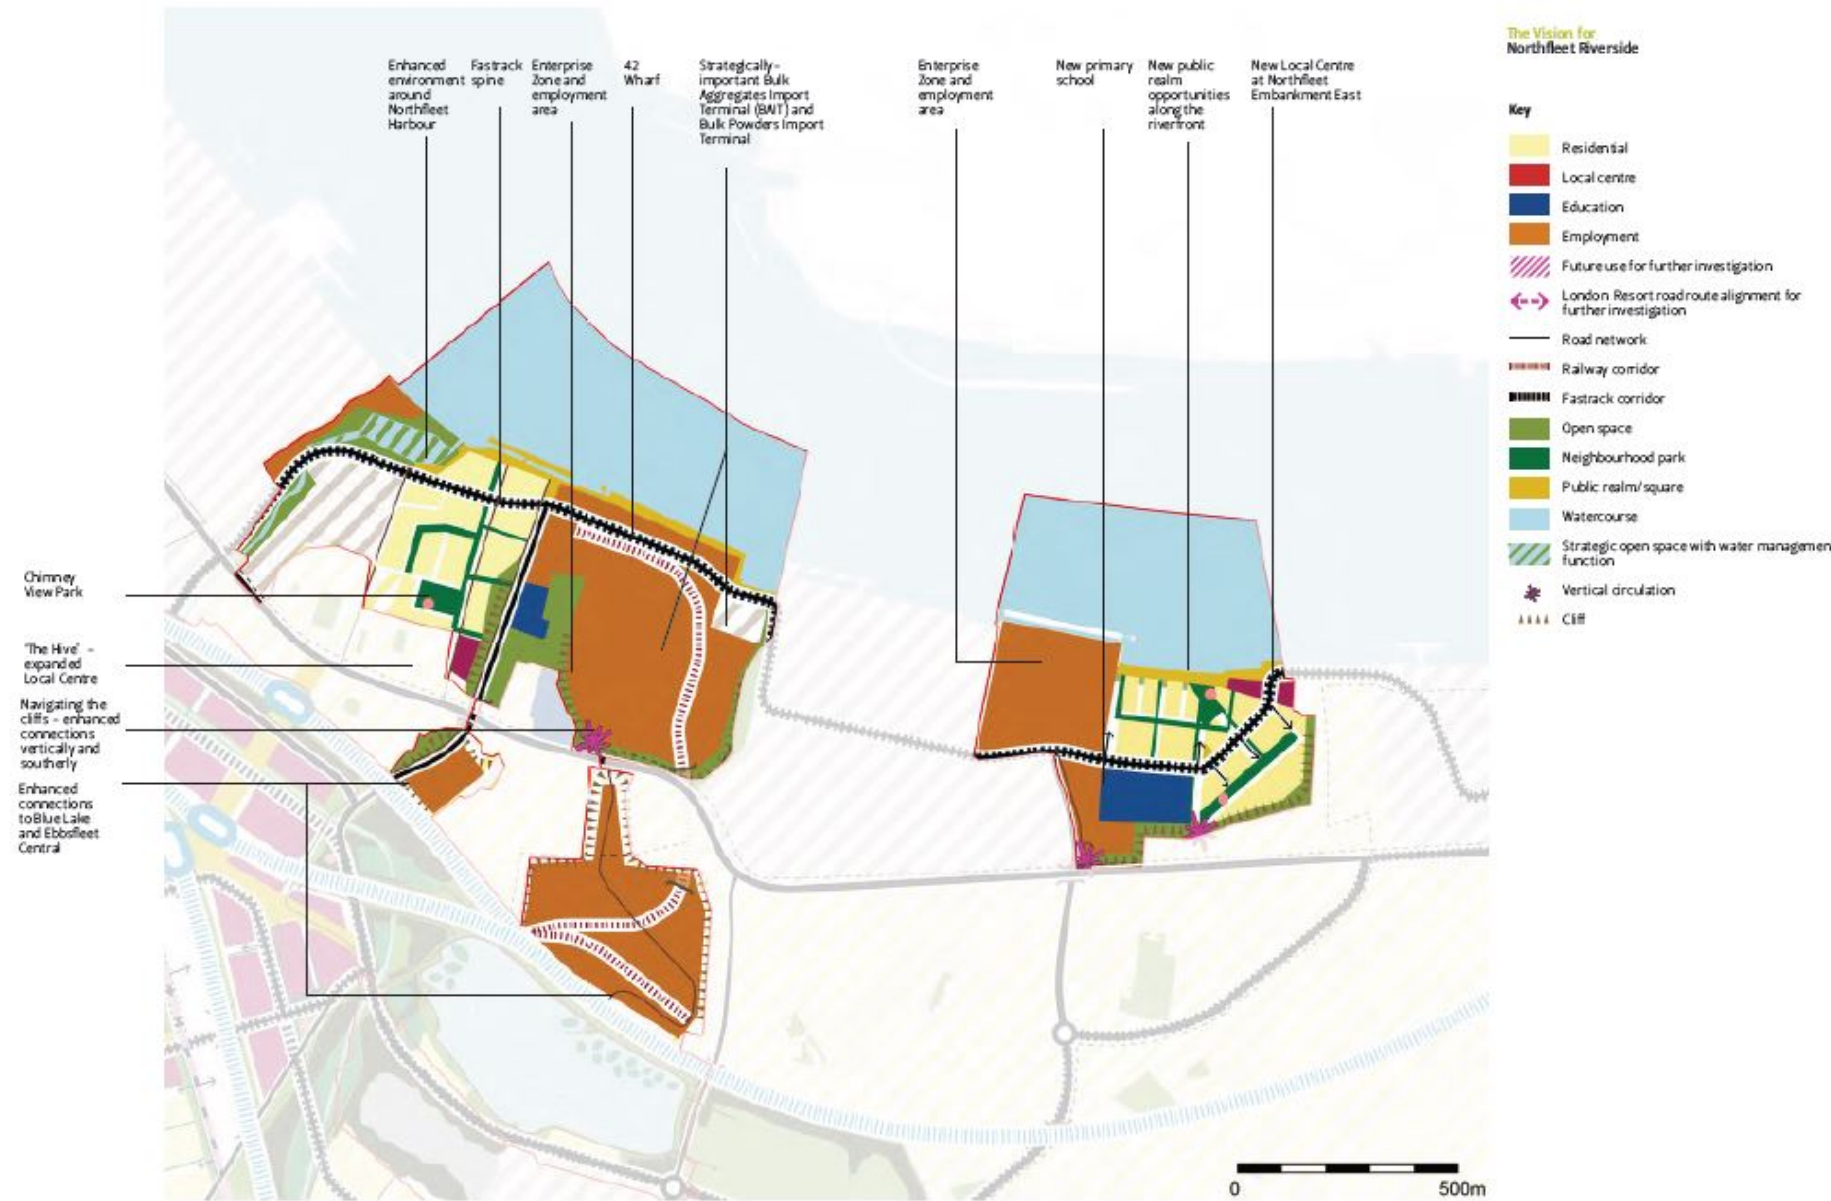 The Vision for
Northfleet Riverside
Enhanced
environment
around
Northfleet
Harbour
Fastrack
spine
Enterprise
Zone and
employment
area
42
Wharf
Strategically-
important Bulk
Aggregates Import
Terminal (BAIT) and
Bulk Powders Import
Terminal
Enterprise
Zone and
employment
area
New primary
school
New public
realm
opportunities
along the
riverfront
New Local Centre
at Northfleet
Embankment East
Key
Residential
Local centre
Education
Employment
Future use for further investigation
London Resort road route alignment for
further investigation
Road network
Railway corridor
Fastrack corridor
Open space
Neighbourhood park
Public realm/square
Watercourse
Strategic open space with water managemen
function
Vertical circulation
Cliff
Chimney
View Park
'The Hive' –
expanded
Local Centre
Navigating the
cliffs – enhanced
connections
vertically and
southerly
Enhanced
connections
to Blue Lake
and Ebbsfleet
Central
0 500m